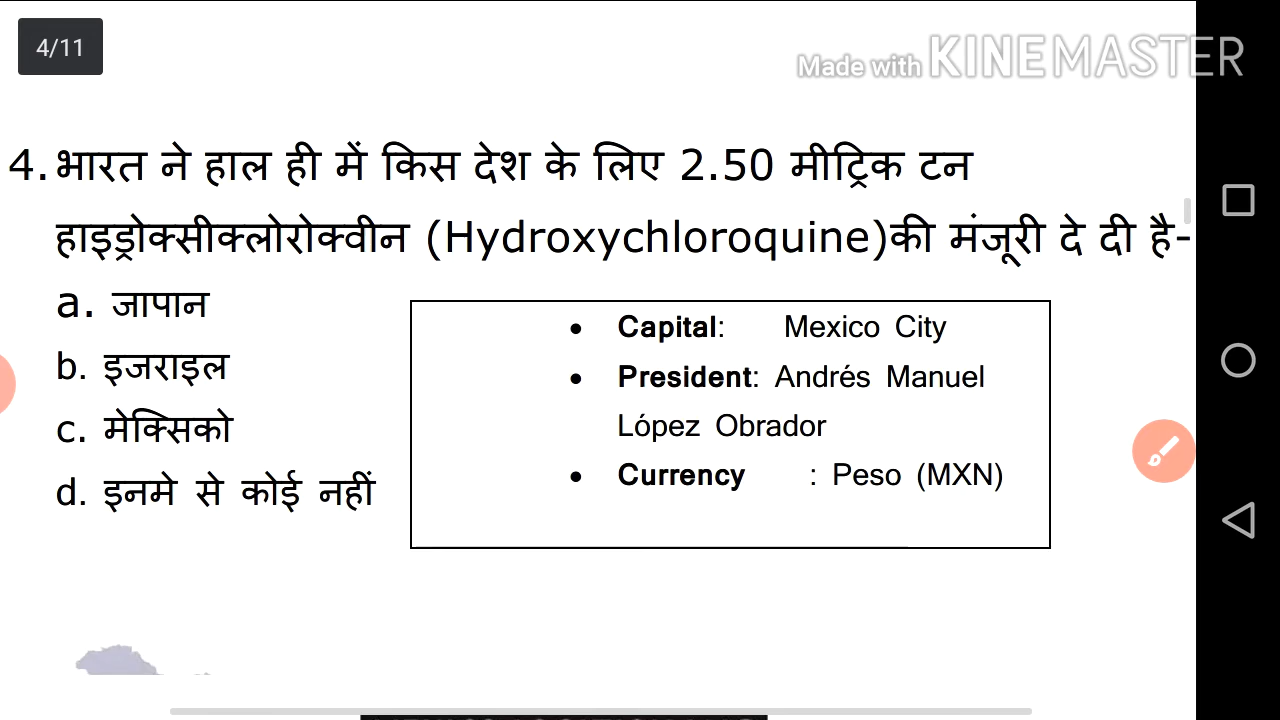 4/11
Made with KINEMASTER
4. भारत ने हाल ही में किस देश के लिए 2.50 मीट्रिक टन
हाइड्रोक्सीक्लोरोक्वीन (Hydroxychloroquine)की मंजूरी दे दी है-
a. जापान
b. इजराइल
c. मेक्सिको
d. इनमे से कोई नहीं
• Capital: Mexico City
• President: Andrés Manuel
López Obrador
• Currency : Peso (MXN)